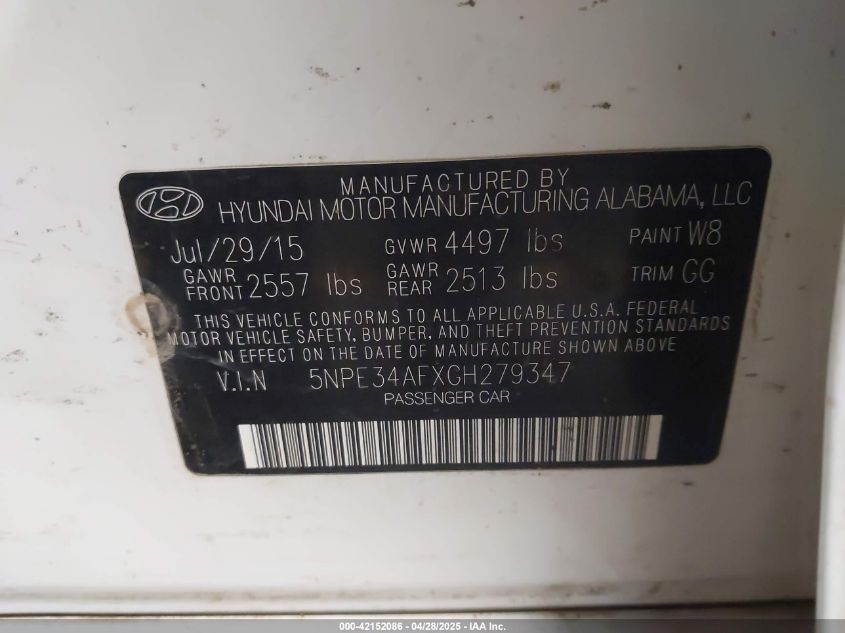 MANUFACTURED BY
HYUNDAI MOTOR MANUFACTURING ALABAMA, LLC
Jul/29/15 GVWR 4497 lbs PAINT W8
GAWR FRONT 2557 lbs GAWR REAR 2513 lbs TRIM GG
THIS VEHICLE CONFORMS TO ALL APPLICABLE U.S.A. FEDERAL
MOTOR VEHICLE SAFETY, BUMPER, AND THEFT PREVENTION STANDARDS
IN EFFECT ON THE DATE OF MANUFACTURE SHOWN ABOVE.
V.I.N 5NPE34AFXGH279347
PASSENGER CAR
000-42152086 - 04/28/2025 - IAA Inc.